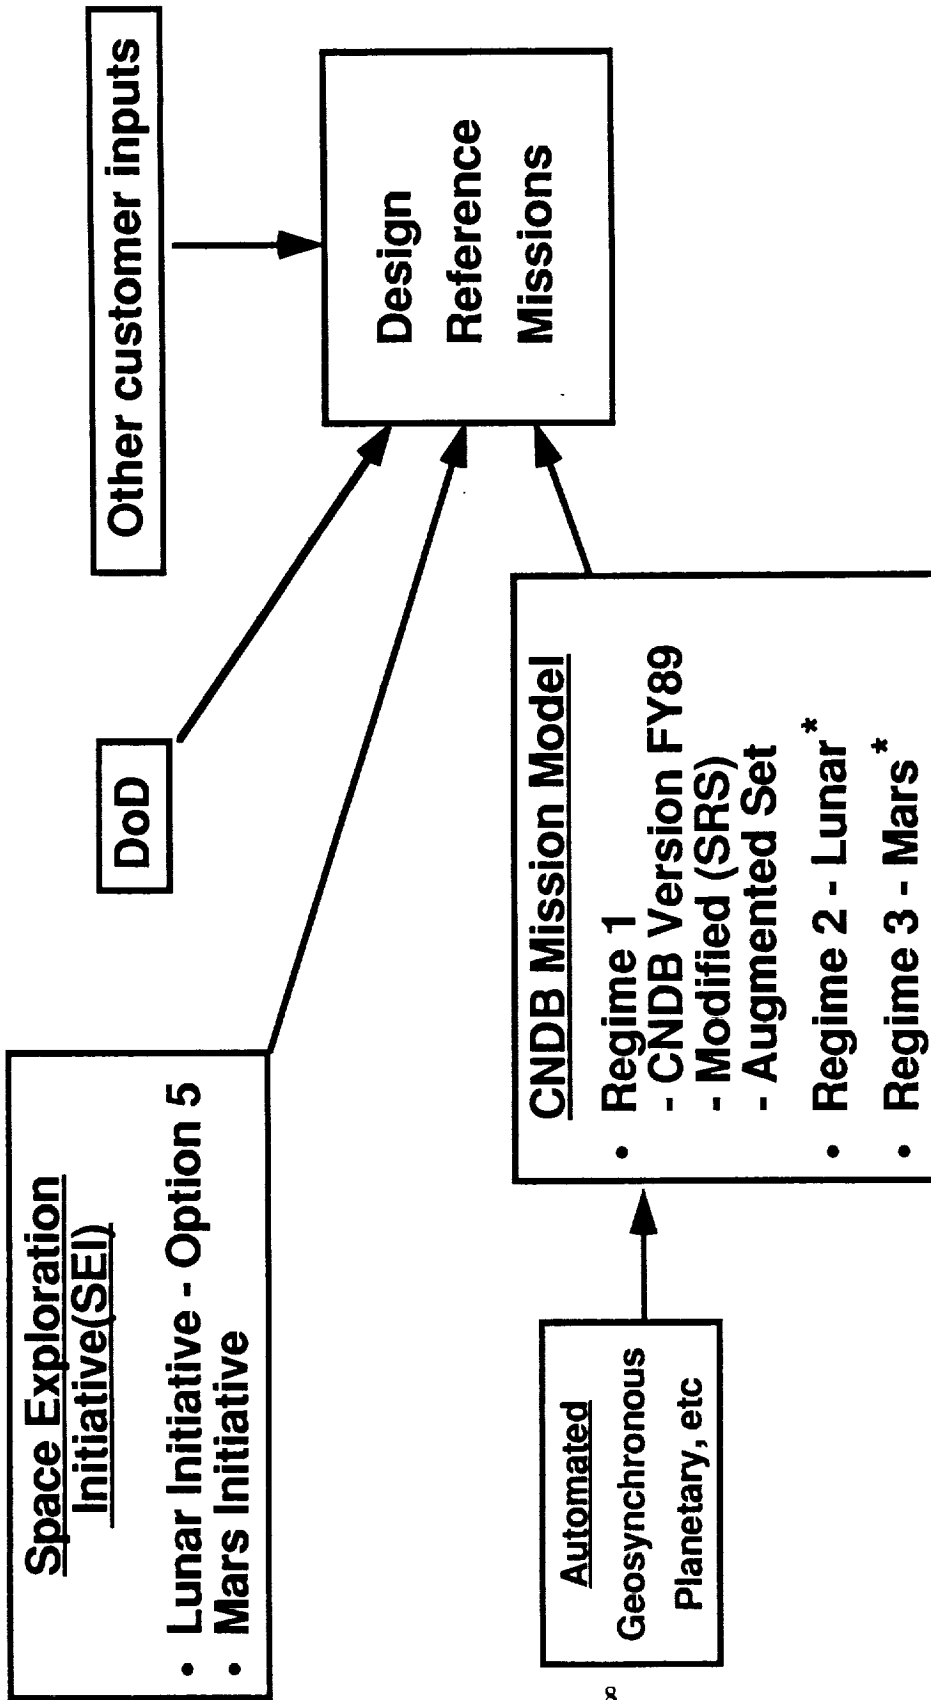 Space Exploration
Initiative(SEI)
• Lunar Initiative - Option 5
• Mars Initiative
DoD
Other customer inputs
Design
Reference
Missions
Automated
Geosynchronous
Planetary, etc
CNDB Mission Model
• Regime 1
- CNDB Version FY89
- Modified (SRS)
- Augmented Set
• Regime 2 - Lunar*
• Regime 3 - Mars*
8